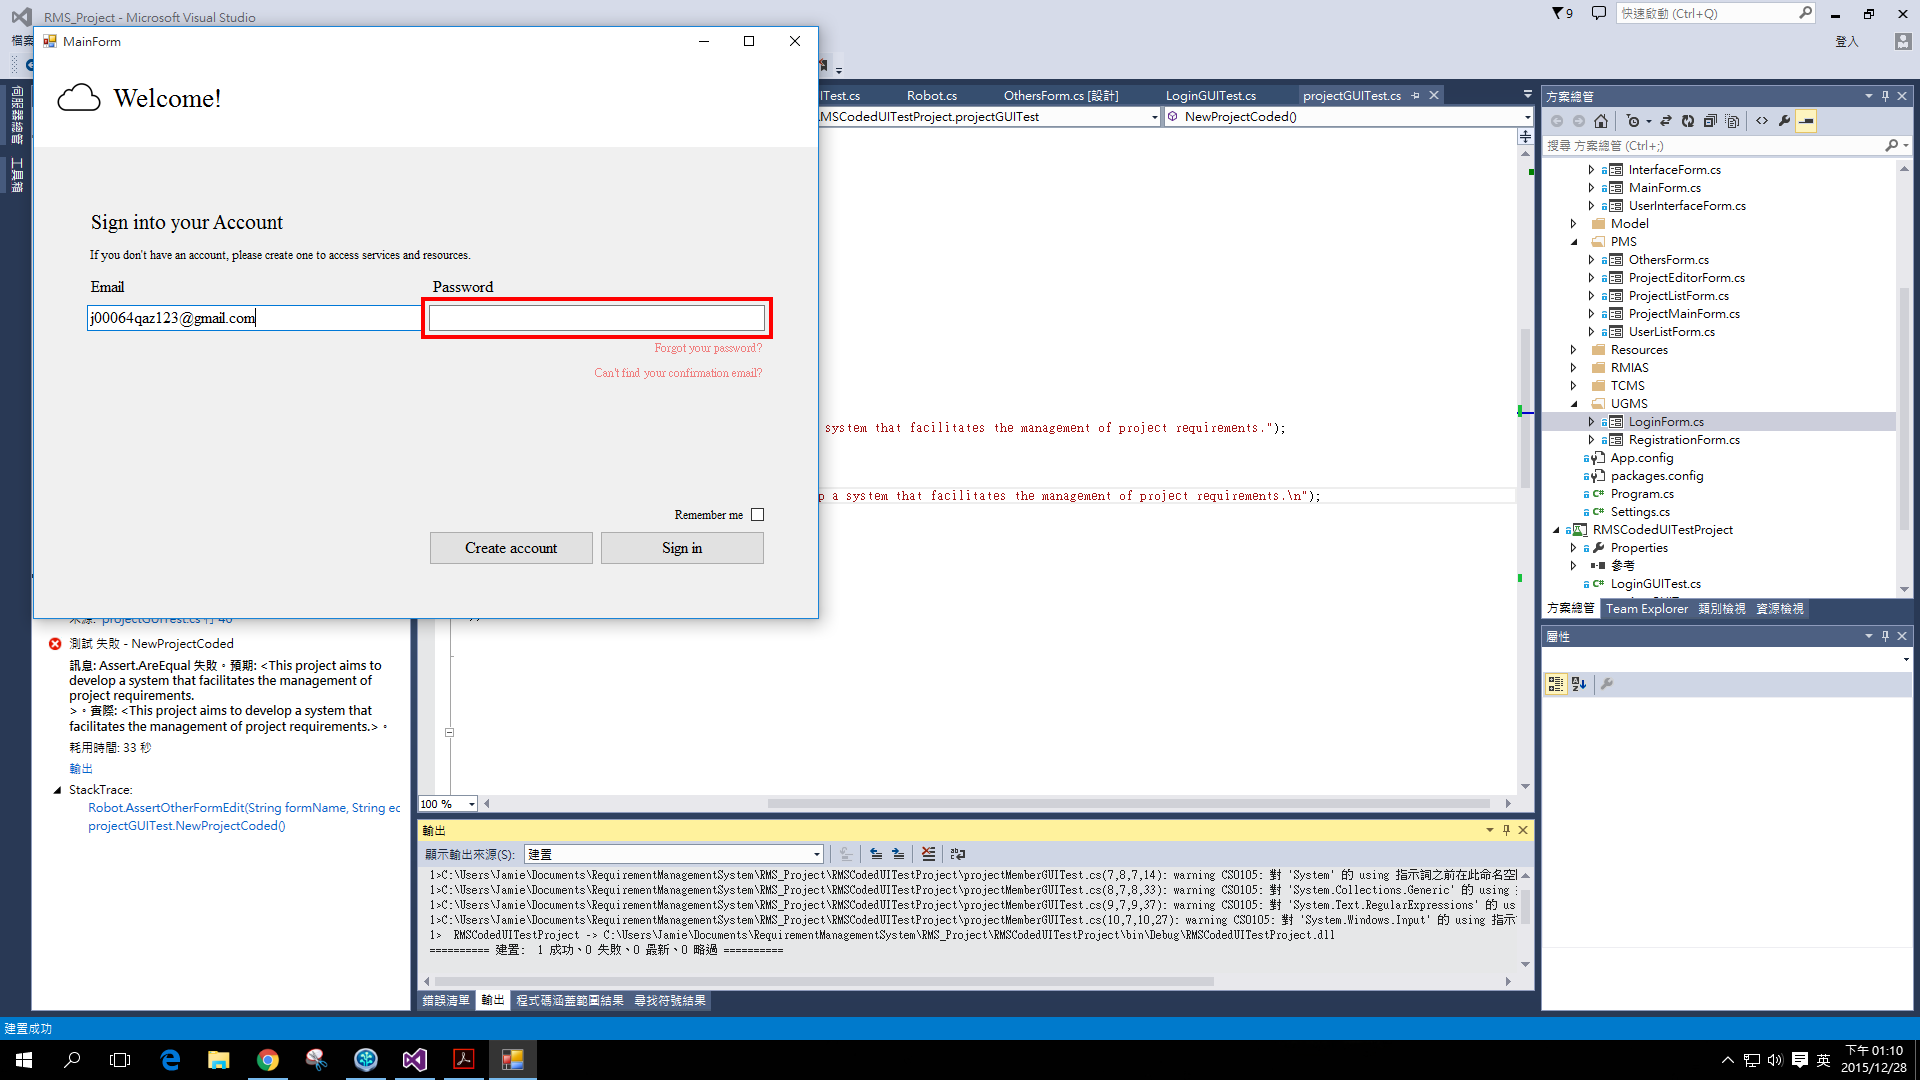 RMS_Project - Microsoft Visual Studio
9
快速啟動 (Ctrl+Q)
檔案
登入
MainForm
Welcome!
Sign into your Account
If you don't have an account, please create one to access services and resources.
Email
Password
j00064qaz123@gmail.com
Forgot your password?
Can't find your confirmation email?
Remember me
Create account
Sign in
伺服器總管
工具箱
Test.cs
Robot.cs
OthersForm.cs [設計]
LoginGUITest.cs
projectGUITest.cs
MSCodedUITestProject.projectGUITest
NewProjectCoded()
system that facilitates the management of project requirements.");
a system that facilitates the management of project requirements.\n");
100 %
來源: projectGUITest.cs 行 40
測試 失敗 - NewProjectCoded
訊息: Assert.AreEqual 失敗。預期: <This project aims to
develop a system that facilitates the management of
project requirements.
>。實際: <This project aims to develop a system that
facilitates the management of project requirements.>。
耗用時間: 33 秒
輸出
StackTrace:
Robot.AssertOtherFormEdit(String formName, String ec
projectGUITest.NewProjectCoded()
輸出
顯示輸出來源(S):
建置
1>C:\Users\Jamie\Documents\RequirementManagementSystem\RMS_Project\RMSCodedUITestProject\projectMemberGUITest.cs(7,8,7,14): warning CS0105: 對 'System' 的 using 指示詞之前在此命名空
1>C:\Users\Jamie\Documents\RequirementManagementSystem\RMS_Project\RMSCodedUITestProject\projectMemberGUITest.cs(8,7,8,33): warning CS0105: 對 'System.Collections.Generic' 的 using
1>C:\Users\Jamie\Documents\RequirementManagementSystem\RMS_Project\RMSCodedUITestProject\projectMemberGUITest.cs(9,7,9,37): warning CS0105: 對 'System.Text.RegularExpressions' 的 us
1>C:\Users\Jamie\Documents\RequirementManagementSystem\RMS_Project\RMSCodedUITestProject\projectMemberGUITest.cs(10,7,10,27): warning CS0105: 對 'System.Windows.Input' 的 using 指示
1>  RMSCodedUITestProject -> C:\Users\Jamie\Documents\RequirementManagementSystem\RMS_Project\RMSCodedUITestProject\bin\Debug\RMSCodedUITestProject.dll
========== 建置: 1 成功、0 失敗、0 最新、0 略過 ==========
錯誤清單
輸出
程式碼涵蓋範圍結果
尋找符號結果
方案總管
搜尋 方案總管 (Ctrl+;)
InterfaceForm.cs
MainForm.cs
UserInterfaceForm.cs
Model
PMS
OthersForm.cs
ProjectEditorForm.cs
ProjectListForm.cs
ProjectMainForm.cs
UserListForm.cs
Resources
RMIAS
TCMS
UGMS
LoginForm.cs
RegistrationForm.cs
App.config
packages.config
Program.cs
Settings.cs
RMSCodedUITestProject
Properties
參考
LoginGUITest.cs
方案總管
Team Explorer
類別檢視
資源檢視
屬性
建置成功
英
下午 01:10
2015/12/28